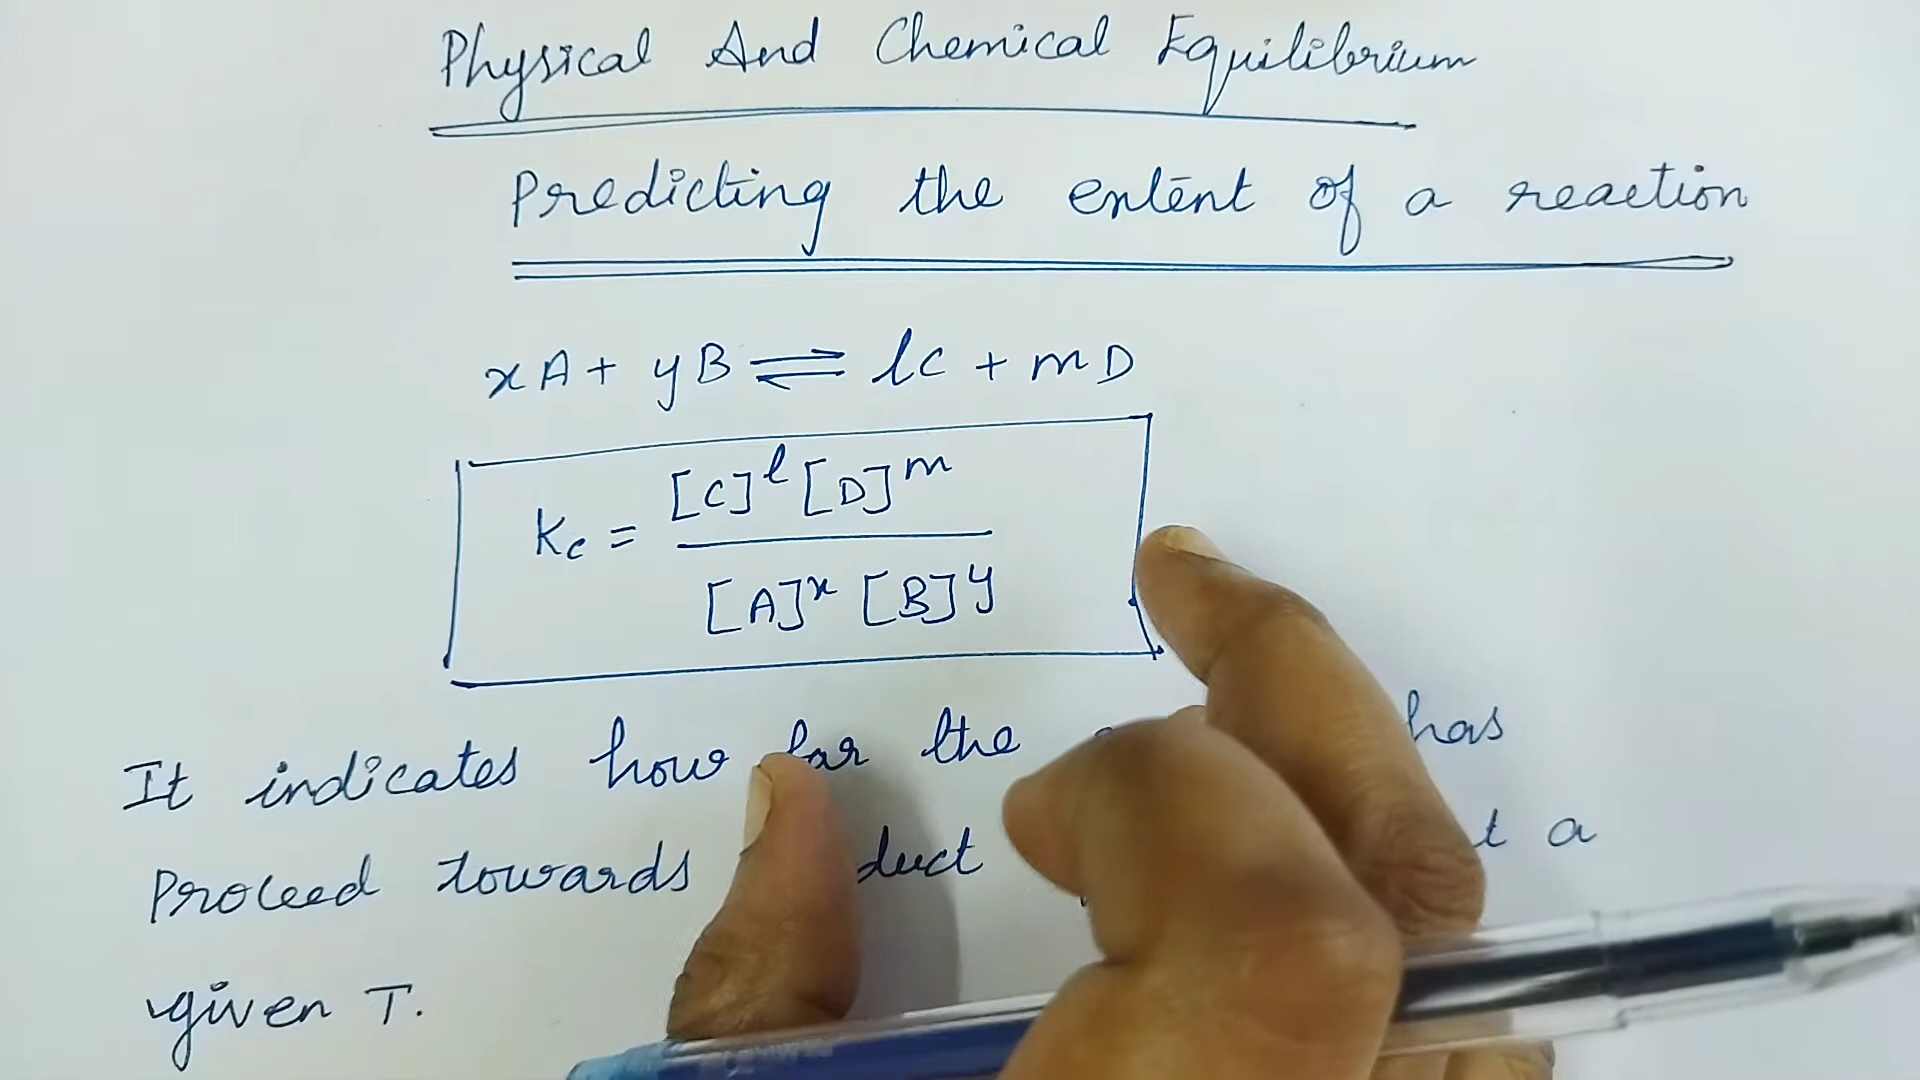 Physical And Chemical Equilibrium
Predicting the extent of a reaction
xA + yB ⇌ lC + mD
Kc = [C]^l [D]^m / [A]^x [B]^y
It indicates how far the has
Proceed towards duct a
given T.